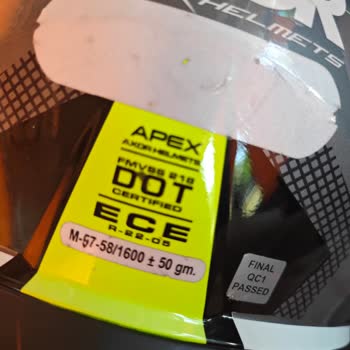 HELMETS
APEX
AXOR HELMETS
FMVSS 218
DOT
CERTIFIED
ECE
R-22-05
M-57-58/1600 ± 50 gm.
FINAL
QC1
PASSED